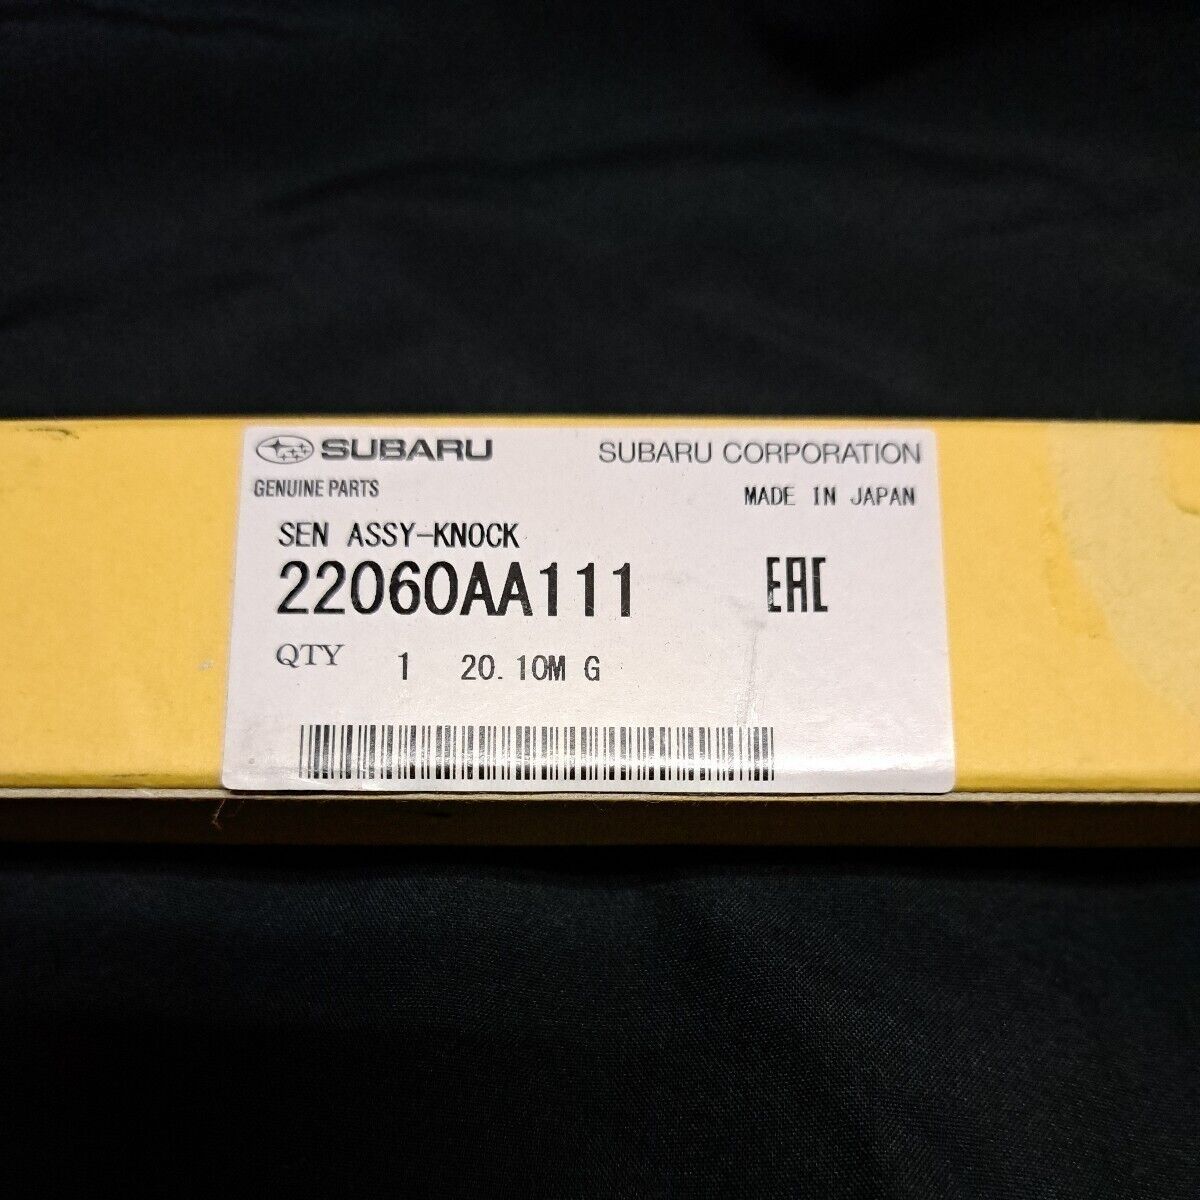 SUBARU SUBARU CORPORATION
GENUINE PARTS MADE IN JAPAN
SEN ASSY-KNOCK
22060AA111 EAC
QTY 1 20.10M G